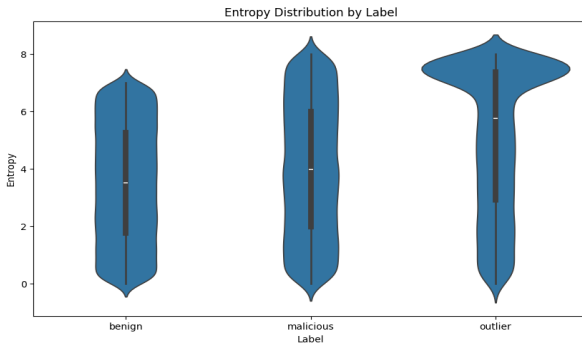 Entropy Distribution by Label
Entropy
8
6
4
2
0
benign malicious outlier
Label